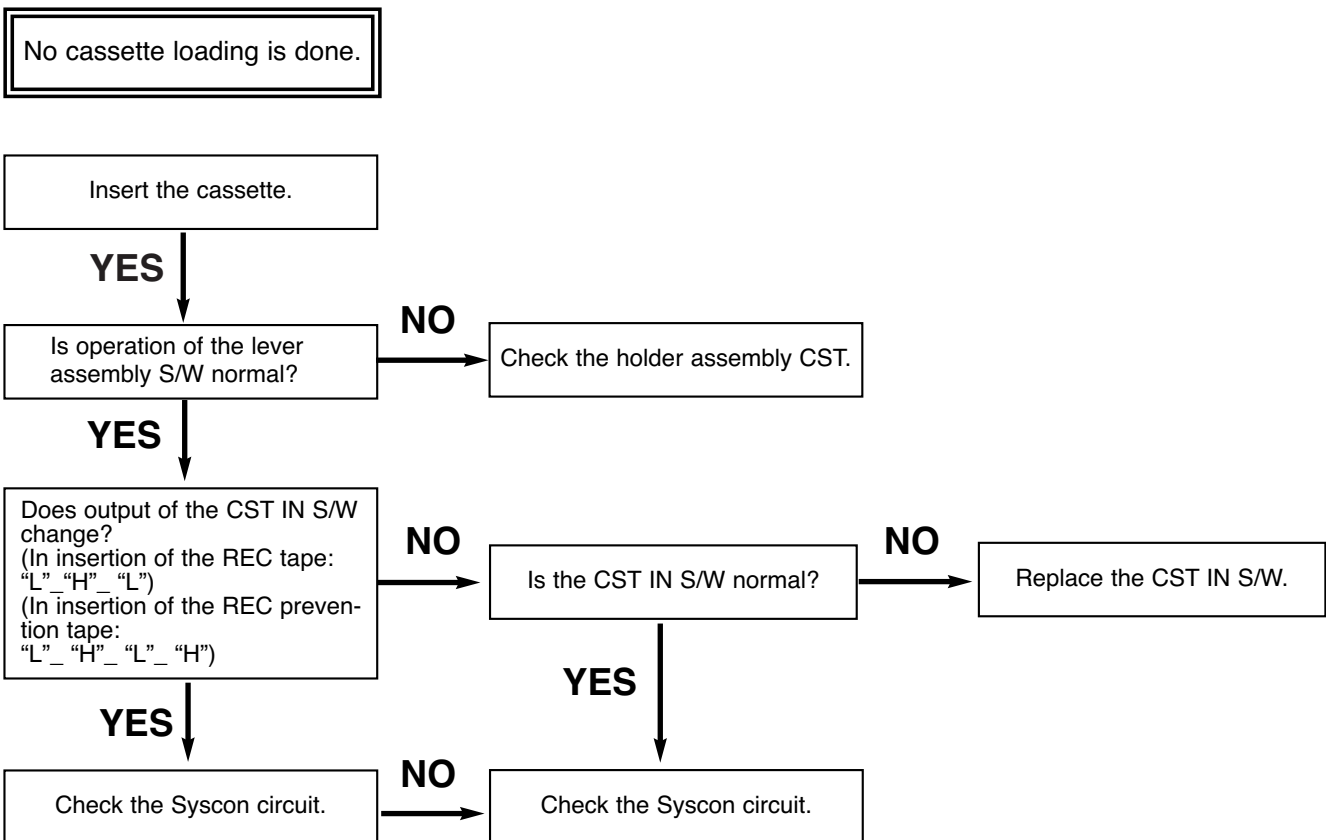 No cassette loading is done.
Insert the cassette.
YES
Is operation of the lever
assembly S/W normal?
NO
Check the holder assembly CST.
YES
Does output of the CST IN S/W
change?
(In insertion of the REC tape:
“L”_“H”_ “L”)
(In insertion of the REC preven-
tion tape:
“L”_ “H”_ “L”_ “H”)
NO
Is the CST IN S/W normal?
NO
Replace the CST IN S/W.
YES
YES
Check the Syscon circuit.
NO
Check the Syscon circuit.